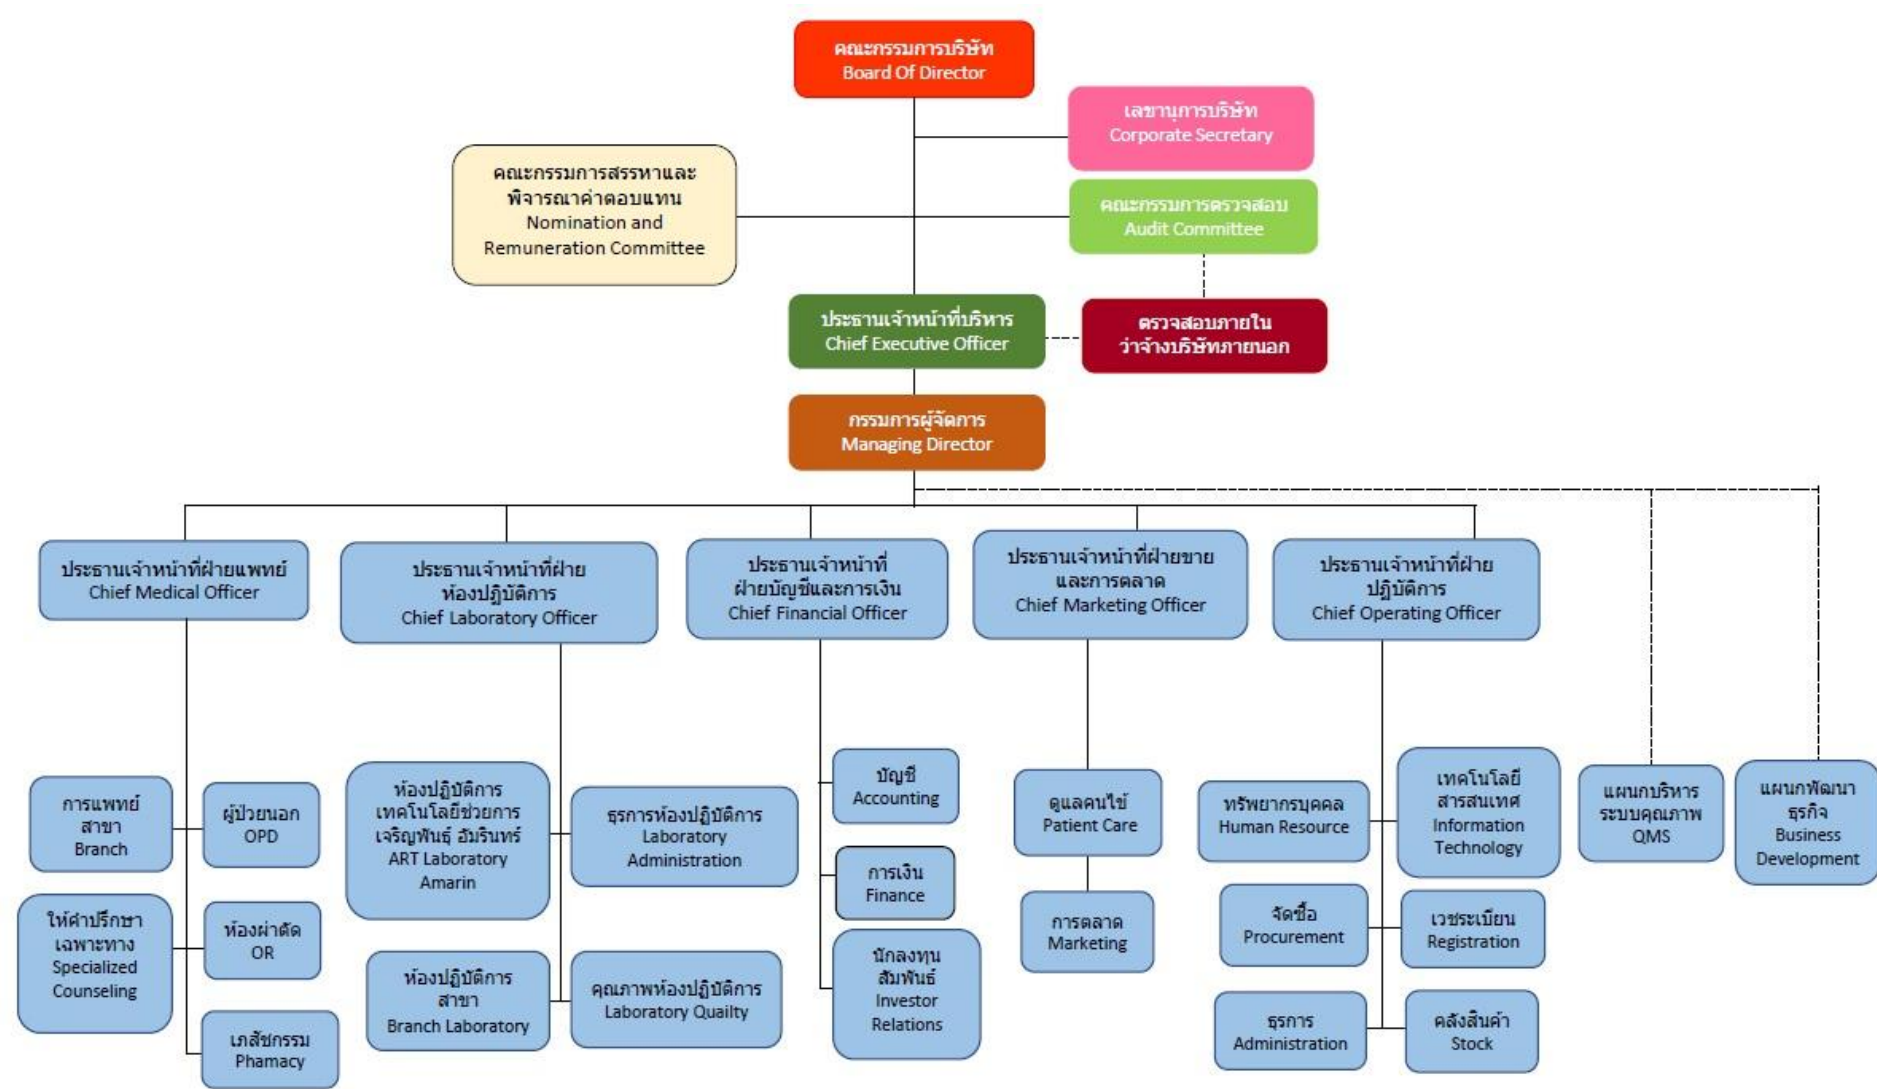 คณะกรรมการบริษัท
Board Of Director
เลขานุการบริษัท
Corporate Secretary
คณะกรรมการสรรหาและ
พิจารณาค่าตอบแทน
Nomination and
Remuneration Committee
คณะกรรมการตรวจสอบ
Audit Committee
ประธานเจ้าหน้าที่บริหาร
Chief Executive Officer
ตรวจสอบภายใน
ว่าจ้างบริษัทภายนอก
กรรมการผู้จัดการ
Managing Director
ประธานเจ้าหน้าที่ฝ่ายแพทย์
Chief Medical Officer
ประธานเจ้าหน้าที่ฝ่าย
ห้องปฏิบัติการ
Chief Laboratory Officer
ประธานเจ้าหน้าที่
ฝ่ายบัญชีและการเงิน
Chief Financial Officer
ประธานเจ้าหน้าที่ฝ่ายขาย
และการตลาด
Chief Marketing Officer
ประธานเจ้าหน้าที่ฝ่าย
ปฏิบัติการ
Chief Operating Officer
การแพทย์
สาขา
Branch
ผู้ป่วยนอก
OPD
ให้คำปรึกษา
เฉพาะทาง
Specialized
Counseling
ห้องผ่าตัด
OR
เภสัชกรรม
Phamacy
ห้องปฏิบัติการ
เทคโนโลยีช่วยการ
เจริญพันธุ์ อัมรินทร์
ART Laboratory
Amarin
ธุรการห้องปฏิบัติการ
Laboratory
Administration
ห้องปฏิบัติการ
สาขา
Branch Laboratory
คุณภาพห้องปฏิบัติการ
Laboratory Quailty
บัญชี
Accounting
การเงิน
Finance
นักลงทุน
สัมพันธ์
Investor
Relations
ดูแลคนไข้
Patient Care
การตลาด
Marketing
ทรัพยากรบุคคล
Human Resource
เทคโนโลยี
สารสนเทศ
Information
Technology
จัดซื้อ
Procurement
เวชระเบียน
Registration
ธุรการ
Administration
คลังสินค้า
Stock
แผนกบริหาร
ระบบคุณภาพ
QMS
แผนกพัฒนา
ธุรกิจ
Business
Development